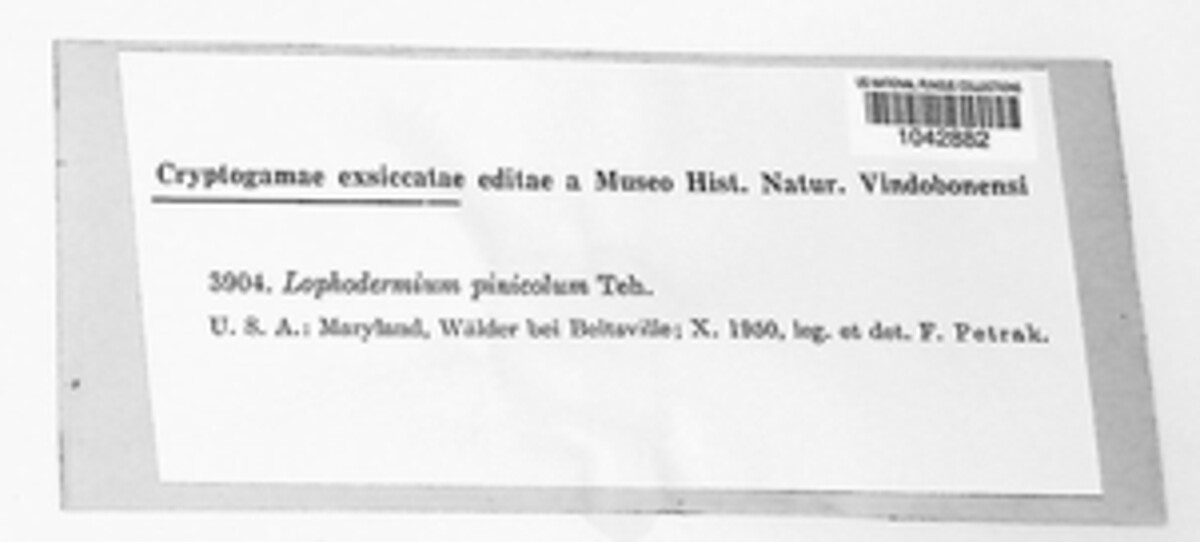 US NATIONAL FUNGUS COLLECTIONS
1042882
Cryptogamae exsiccatae editae a Museo Hist. Natur. Vindobonensi
3904. Lophodermium pinicolum Teh.
U. S. A.: Maryland, Wälder bei Beltsville; X. 1950, leg. et det. F. Petrak.